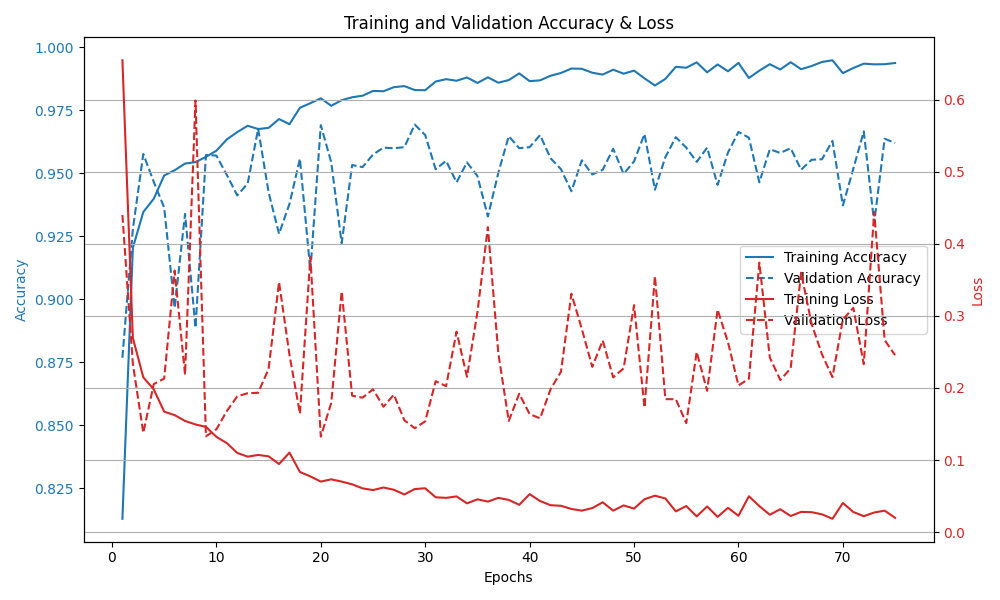 Training and Validation Accuracy & Loss
1.000
0.975
0.950
0.925
0.900
0.875
0.850
0.825
Accuracy
0.6
0.5
0.4
0.3
0.2
0.1
0.0
Loss
Training Accuracy
Validation Accuracy
Training Loss
Validation Loss
0 10 20 30 40 50 60 70
Epochs